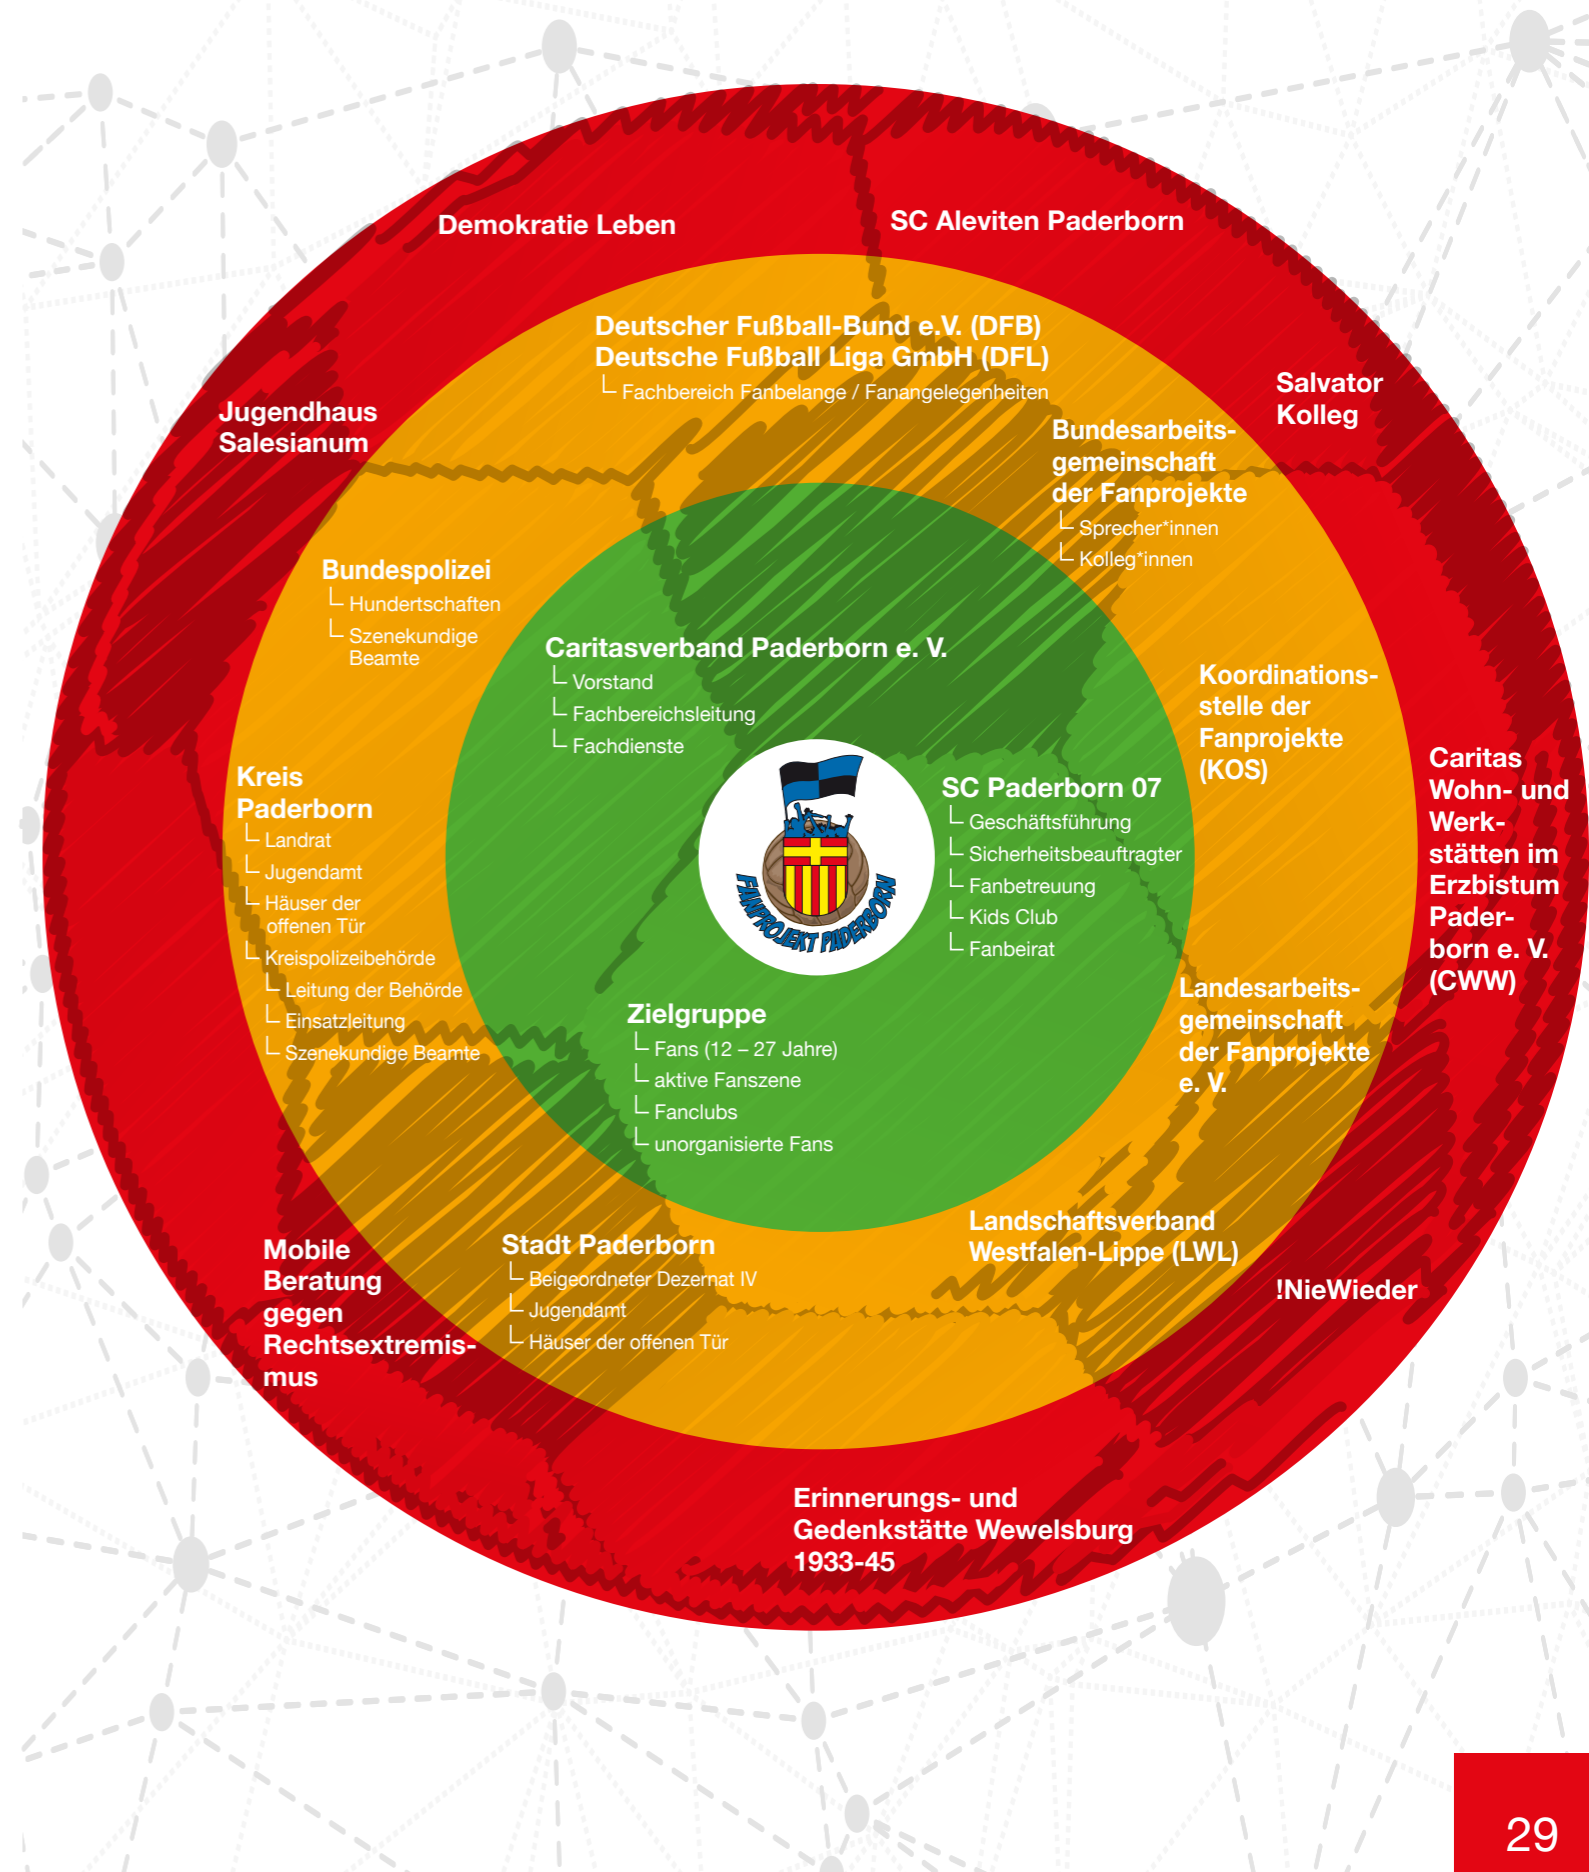 Demokratie Leben
SC Aleviten Paderborn
Deutscher Fußball-Bund e.V. (DFB)
Deutsche Fußball Liga GmbH (DFL)
Fachbereich Fanbelange / Fanangelegenheiten
Jugendhaus
Salesianum
Salvator
Kolleg
Bundesarbeits-
gemeinschaft
der Fanprojekte
Sprecher*innen
Kolleg*innen
Bundespolizei
Hundertschaften
Szenekundige
Beamte
Caritasverband Paderborn e. V.
Vorstand
Fachbereichsleitung
Fachdienste
Koordinations-
stelle der
Fanprojekte
(KOS)
Kreis
Paderborn
Landrat
Jugendamt
Häuser der
offenen Tür
Kreispolizeibehörde
Leitung der Behörde
Einsatzleitung
Szenekundige Beamte
FANPROJEKT PADERBORN
SC Paderborn 07
Geschäftsführung
Sicherheitsbeauftragter
Fanbetreuung
Kids Club
Fanbeirat
Caritas
Wohn- und
Werk-
stätten im
Erzbistum
Pader-
born e. V.
(CWW)
Zielgruppe
Fans (12 – 27 Jahre)
aktive Fanszene
Fanclubs
unorganisierte Fans
Landesarbeits-
gemeinschaft
der Fanprojekte
e. V.
Mobile
Beratung
gegen
Rechtsextremis-
mus
Stadt Paderborn
Beigeordneter Dezernat IV
Jugendamt
Häuser der offenen Tür
Landschaftsverband
Westfalen-Lippe (LWL)
!NieWieder
Erinnerungs- und
Gedenkstätte Wewelsburg
1933-45
29